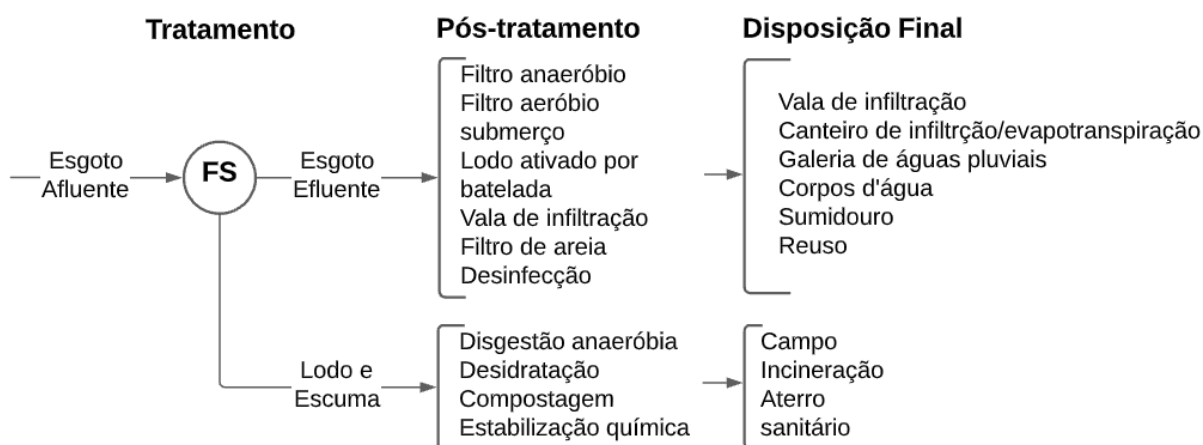 Tratamento
Pós-tratamento
Disposição Final
Esgoto
Afluente
FS
Esgoto
Efluente
Filtro anaeróbio
Filtro aeróbio
submerço
Lodo ativado por
batelada
Vala de infiltração
Filtro de areia
Desinfecção
Vala de infiltração
Canteiro de infiltrção/evapotranspiração
Galeria de águas pluviais
Corpos d'água
Sumidouro
Reuso
Lodo e
Escuma
Disgestão anaeróbia
Desidratação
Compostagem
Estabilização química
Campo
Incineração
Aterro
sanitário